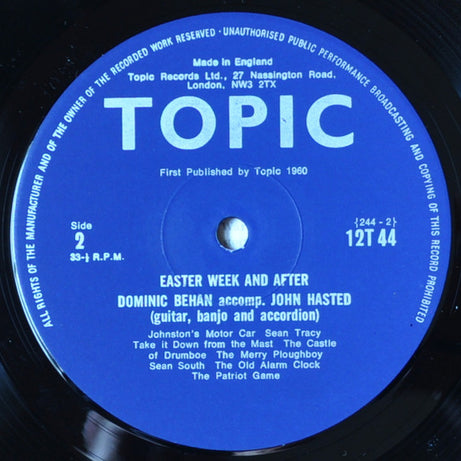 ALL RIGHTS OF THE MANUFACTURER AND OF THE OWNER OF THE RECORDED WORK RESERVED · UNAUTHORISED PUBLIC PERFORMANCE BROADCASTING AND COPYING OF THIS RECORD PROHIBITED
Made in England
Topic Records Ltd., 27 Nassington Road,
London, NW3 2TX
TOPIC
First Published by Topic 1960
Side
2
33-⅓ R.P.M.
{244 - 2}
12T 44
EASTER WEEK AND AFTER
DOMINIC BEHAN accomp. JOHN HASTED
(guitar, banjo and accordion)
Johnston's Motor Car Sean Tracy
Take it Down from the Mast The Castle
of Drumboe The Merry Ploughboy
Sean South The Old Alarm Clock
The Patriot Game